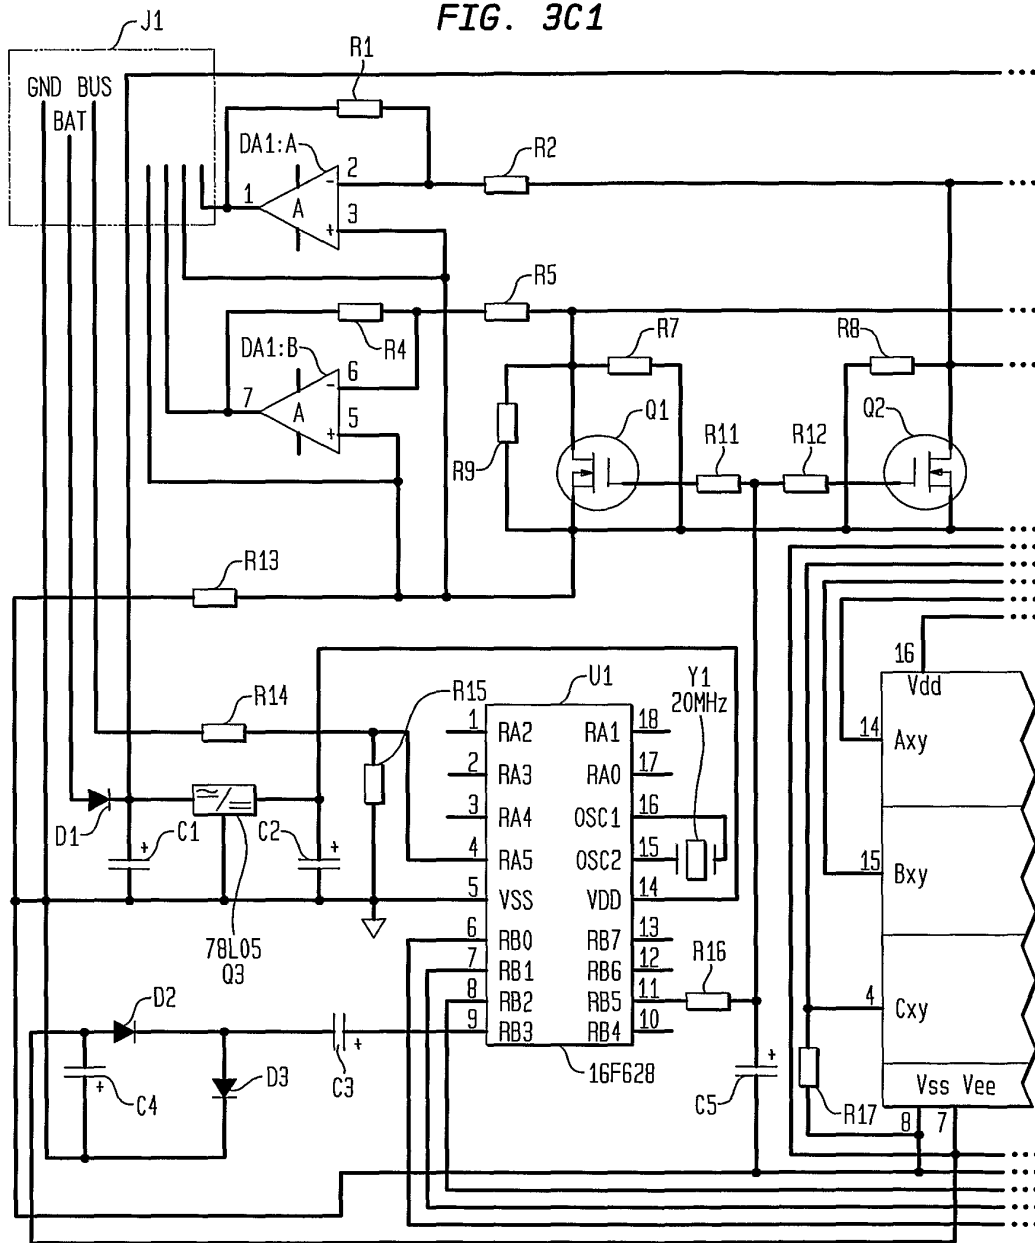 FIG. 3C1
J1
R1
GND BUS
BAT
DA1:A
2
R2
1
A
-
3
+
R5
R7
R8
R4
DA1:B
6
7
A
-
5
+
Q1
Q2
R11
R12
R9
R13
16
Vdd
U1
Y1
20MHz
R15
R14
1
RA2
RA1
18
14
Axy
2
RA3
RA0
17
3
RA4
OSC1
16
D1
C1
+
C2
+
4
RA5
OSC2
15
15
Bxy
5
VSS
VDD
14
78L05
Q3
6
RB0
RB7
13
7
RB1
RB6
12
R16
8
RB2
RB5
11
4
Cxy
D2
9
RB3
RB4
10
C3
+
D3
16F628
+
C5
C4
+
R17
Vss Vee
8
7